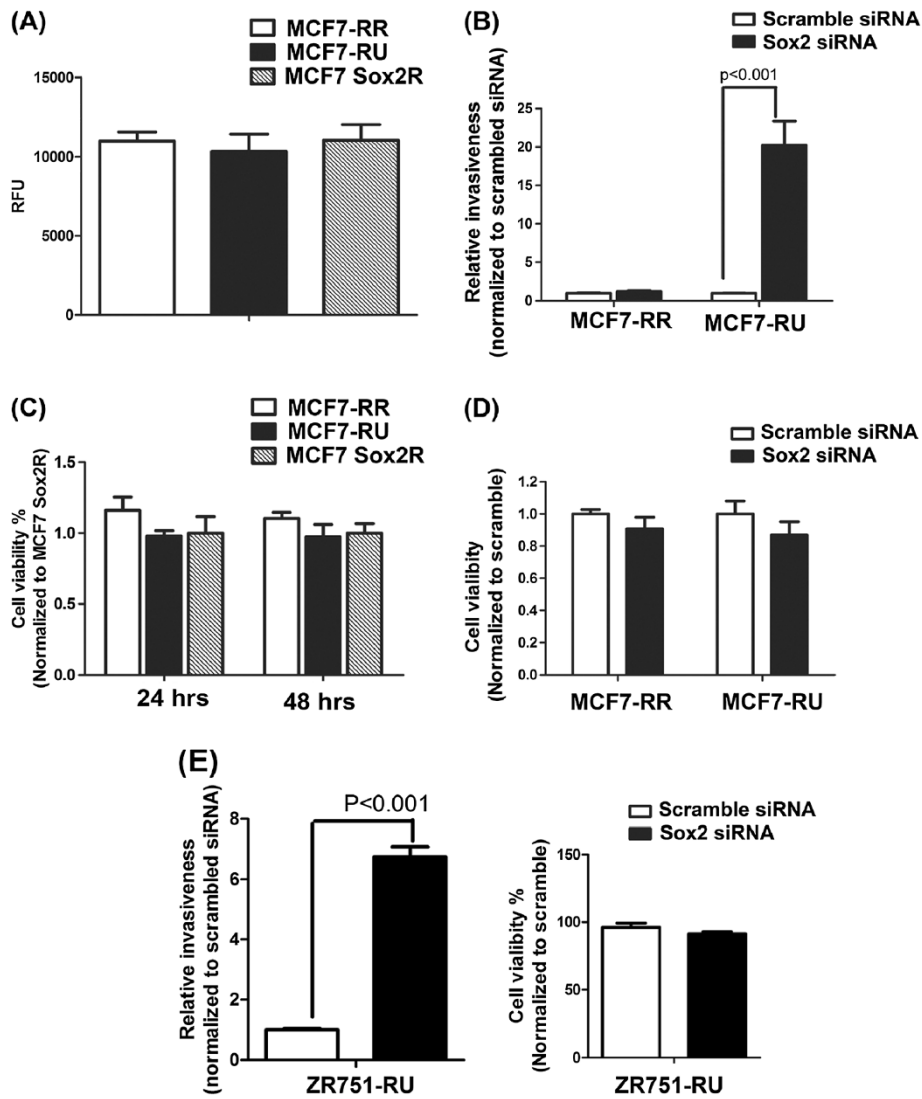 (A)
MCF7-RR
MCF7-RU
MCF7 Sox2R
RFU
15000
10000
5000
0
(B)
Scramble siRNA
Sox2 siRNA
p<0.001
Relative invasiveness
(normalized to scrambled siRNA)
25
20
15
10
5
0
MCF7-RR
MCF7-RU
(C)
MCF7-RR
MCF7-RU
MCF7 Sox2R
Cell viability %
(Normalized to MCF7 Sox2R)
1.5
1.0
0.5
0.0
24 hrs
48 hrs
(D)
Scramble siRNA
Sox2 siRNA
Cell vialibity
(Normalized to scramble)
1.2
1.0
0.8
0.6
0.4
0.2
0.0
MCF7-RR
MCF7-RU
(E)
P<0.001
Relative invasiveness
(normalized to scrambled siRNA)
8
6
4
2
0
ZR751-RU
Scramble siRNA
Sox2 siRNA
Cell vialibity %
(Normalized to scramble)
150
100
50
0
ZR751-RU